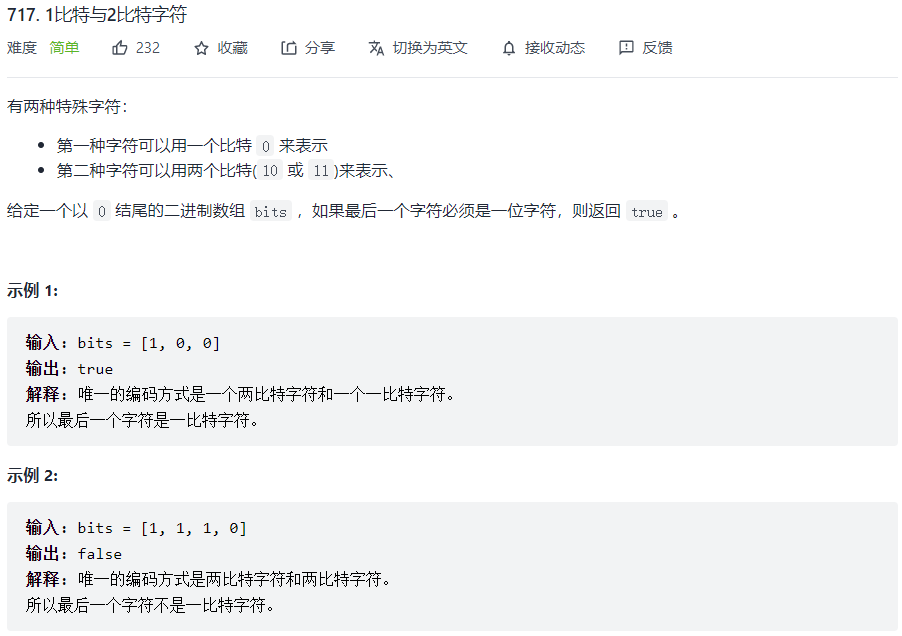 717. 1比特与2比特字符
难度 简单 232 收藏 分享 切换为英文 接收动态 反馈
有两种特殊字符：
第一种字符可以用一个比特 0 来表示
第二种字符可以用两个比特(10 或 11)来表示、
给定一个以 0 结尾的二进制数组 bits ，如果最后一个字符必须是一位字符，则返回 true 。
示例 1:
输入：bits = [1, 0, 0]
输出：true
解释：唯一的编码方式是一个两比特字符和一个一比特字符。
所以最后一个字符是一比特字符。
示例 2:
输入：bits = [1, 1, 1, 0]
输出：false
解释：唯一的编码方式是两比特字符和两比特字符。
所以最后一个字符不是一比特字符。